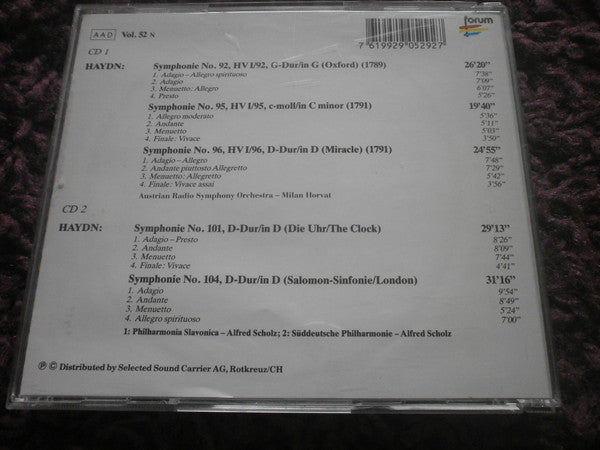 AAD Vol. 52 N
forum
7 619929 052927
CD 1
HAYDN: Symphonie No. 92, HV I/92, G-Dur/in G (Oxford) (1789) 26'20"
1. Adagio – Allegro spirituoso 7'38"
2. Adagio 7'09"
3. Menuetto: Allegro 6'07"
4. Presto 5'26"
Symphonie No. 95, HV I/95, c-moll/in C minor (1791) 19'40"
1. Allegro moderato 5'36"
2. Andante 5'11"
3. Menuetto 5'03"
4. Finale: Vivace 3'50"
Symphonie No. 96, HV I/96, D-Dur/in D (Miracle) (1791) 24'55"
1. Adagio – Allegro 7'48"
2. Andante piuttosto Allegretto 7'29"
3. Menuetto: Allegretto 5'42"
4. Finale: Vivace assai 3'56"
Austrian Radio Symphony Orchestra – Milan Horvat
CD 2
HAYDN: Symphonie No. 101, D-Dur/in D (Die Uhr/The Clock) 29'13"
1. Adagio – Presto 8'26"
2. Andante 8'09"
3. Menuetto 7'44"
4. Finale: Vivace 4'41"
Symphonie No. 104, D-Dur/in D (Salomon-Sinfonie/London) 31'16"
1. Adagio 9'54"
2. Andante 8'49"
3. Menuetto 5'24"
4. Allegro spirituoso 7'00"
1: Philharmonia Slavonica – Alfred Scholz; 2: Süddeutsche Philharmonie – Alfred Scholz
℗ © Distributed by Selected Sound Carrier AG, Rotkreuz/CH